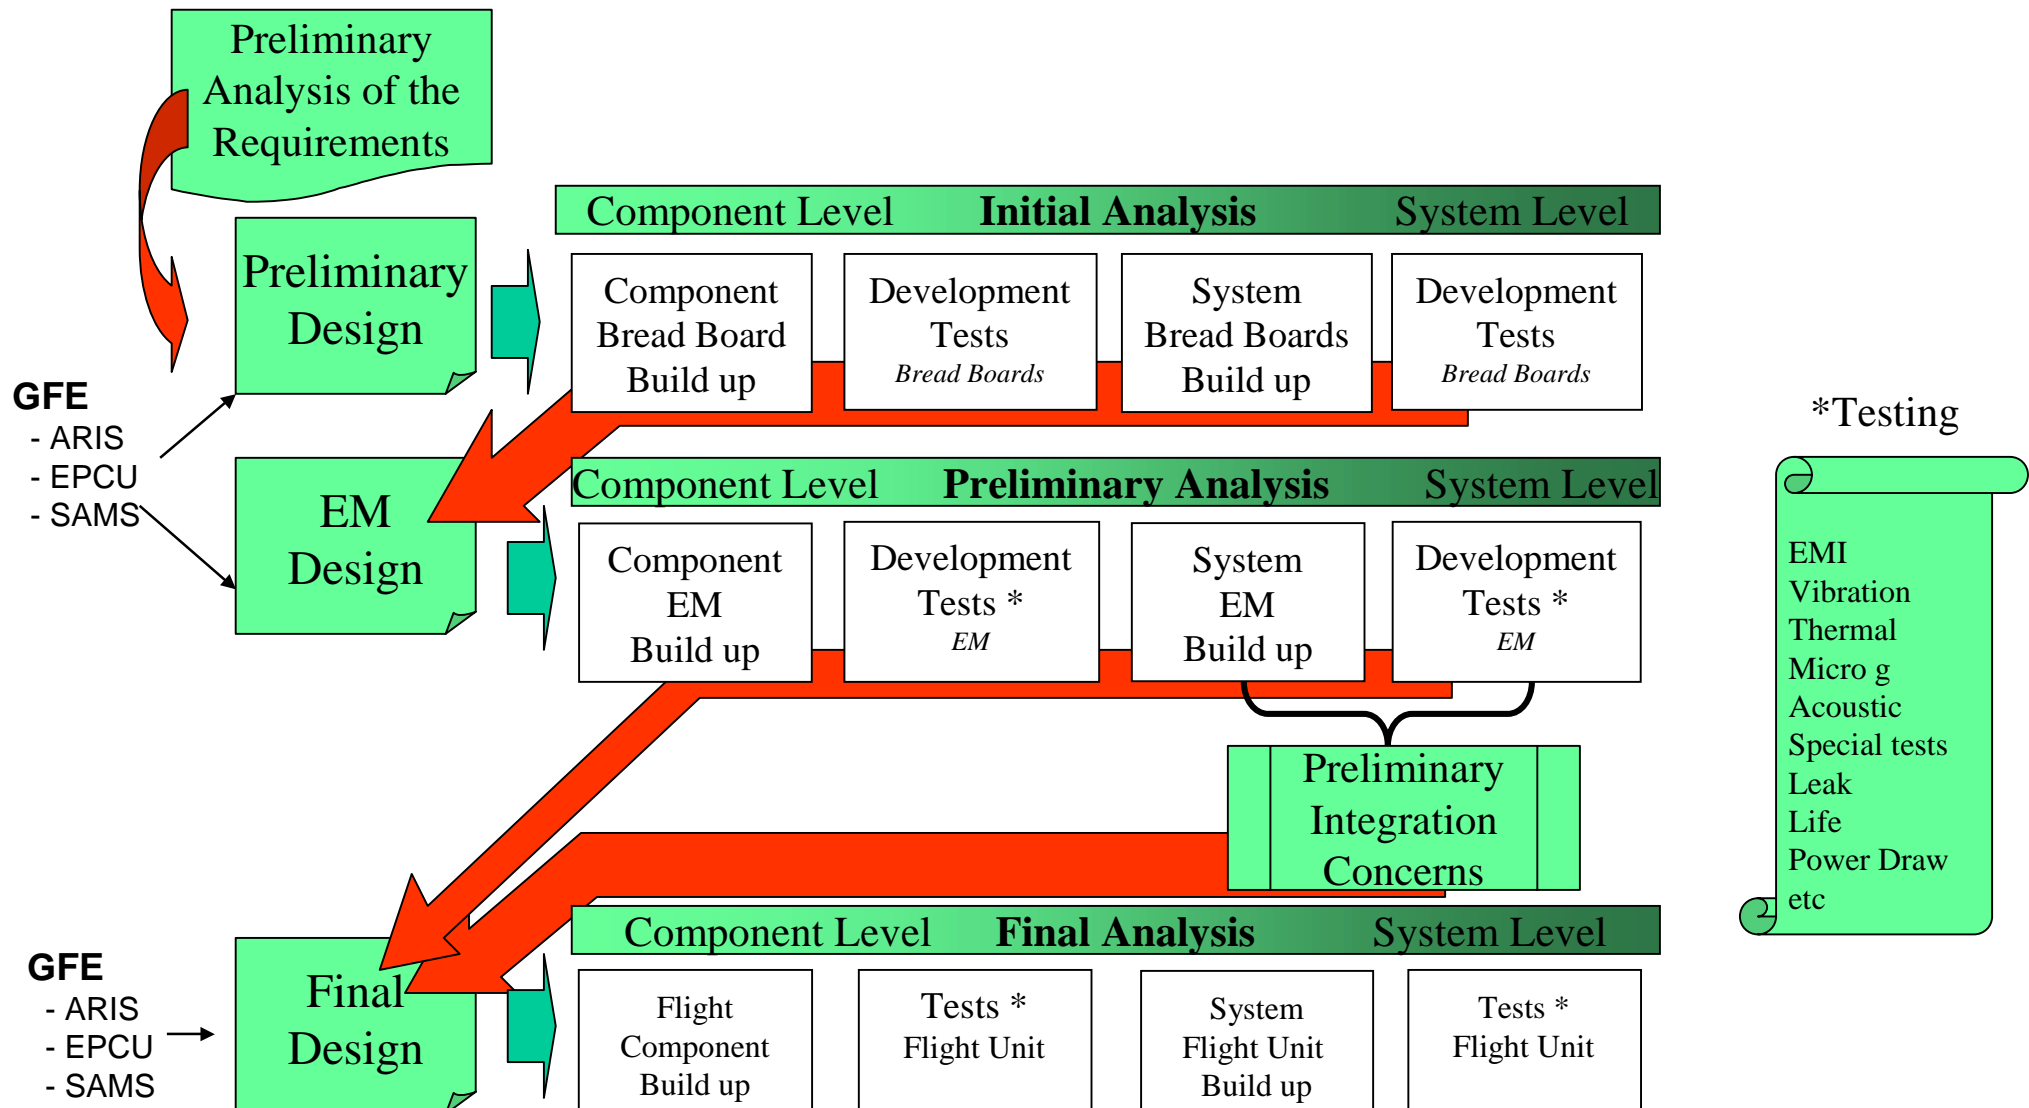 Preliminary
Analysis of the
Requirements
Component Level Initial Analysis System Level
Preliminary
Design
Component
Bread Board
Build up
Development
Tests
Bread Boards
System
Bread Boards
Build up
Development
Tests
Bread Boards
GFE
- ARIS
- EPCU
- SAMS
*Testing
EMI
Vibration
Thermal
Micro g
Acoustic
Special tests
Leak
Life
Power Draw
etc
Component Level Preliminary Analysis System Level
EM
Design
Component
EM
Build up
Development
Tests *
EM
System
EM
Build up
Development
Tests *
EM
Preliminary
Integration
Concerns
Component Level Final Analysis System Level
GFE
- ARIS
- EPCU
- SAMS
Final
Design
Flight
Component
Build up
Tests *
Flight Unit
System
Flight Unit
Build up
Tests *
Flight Unit